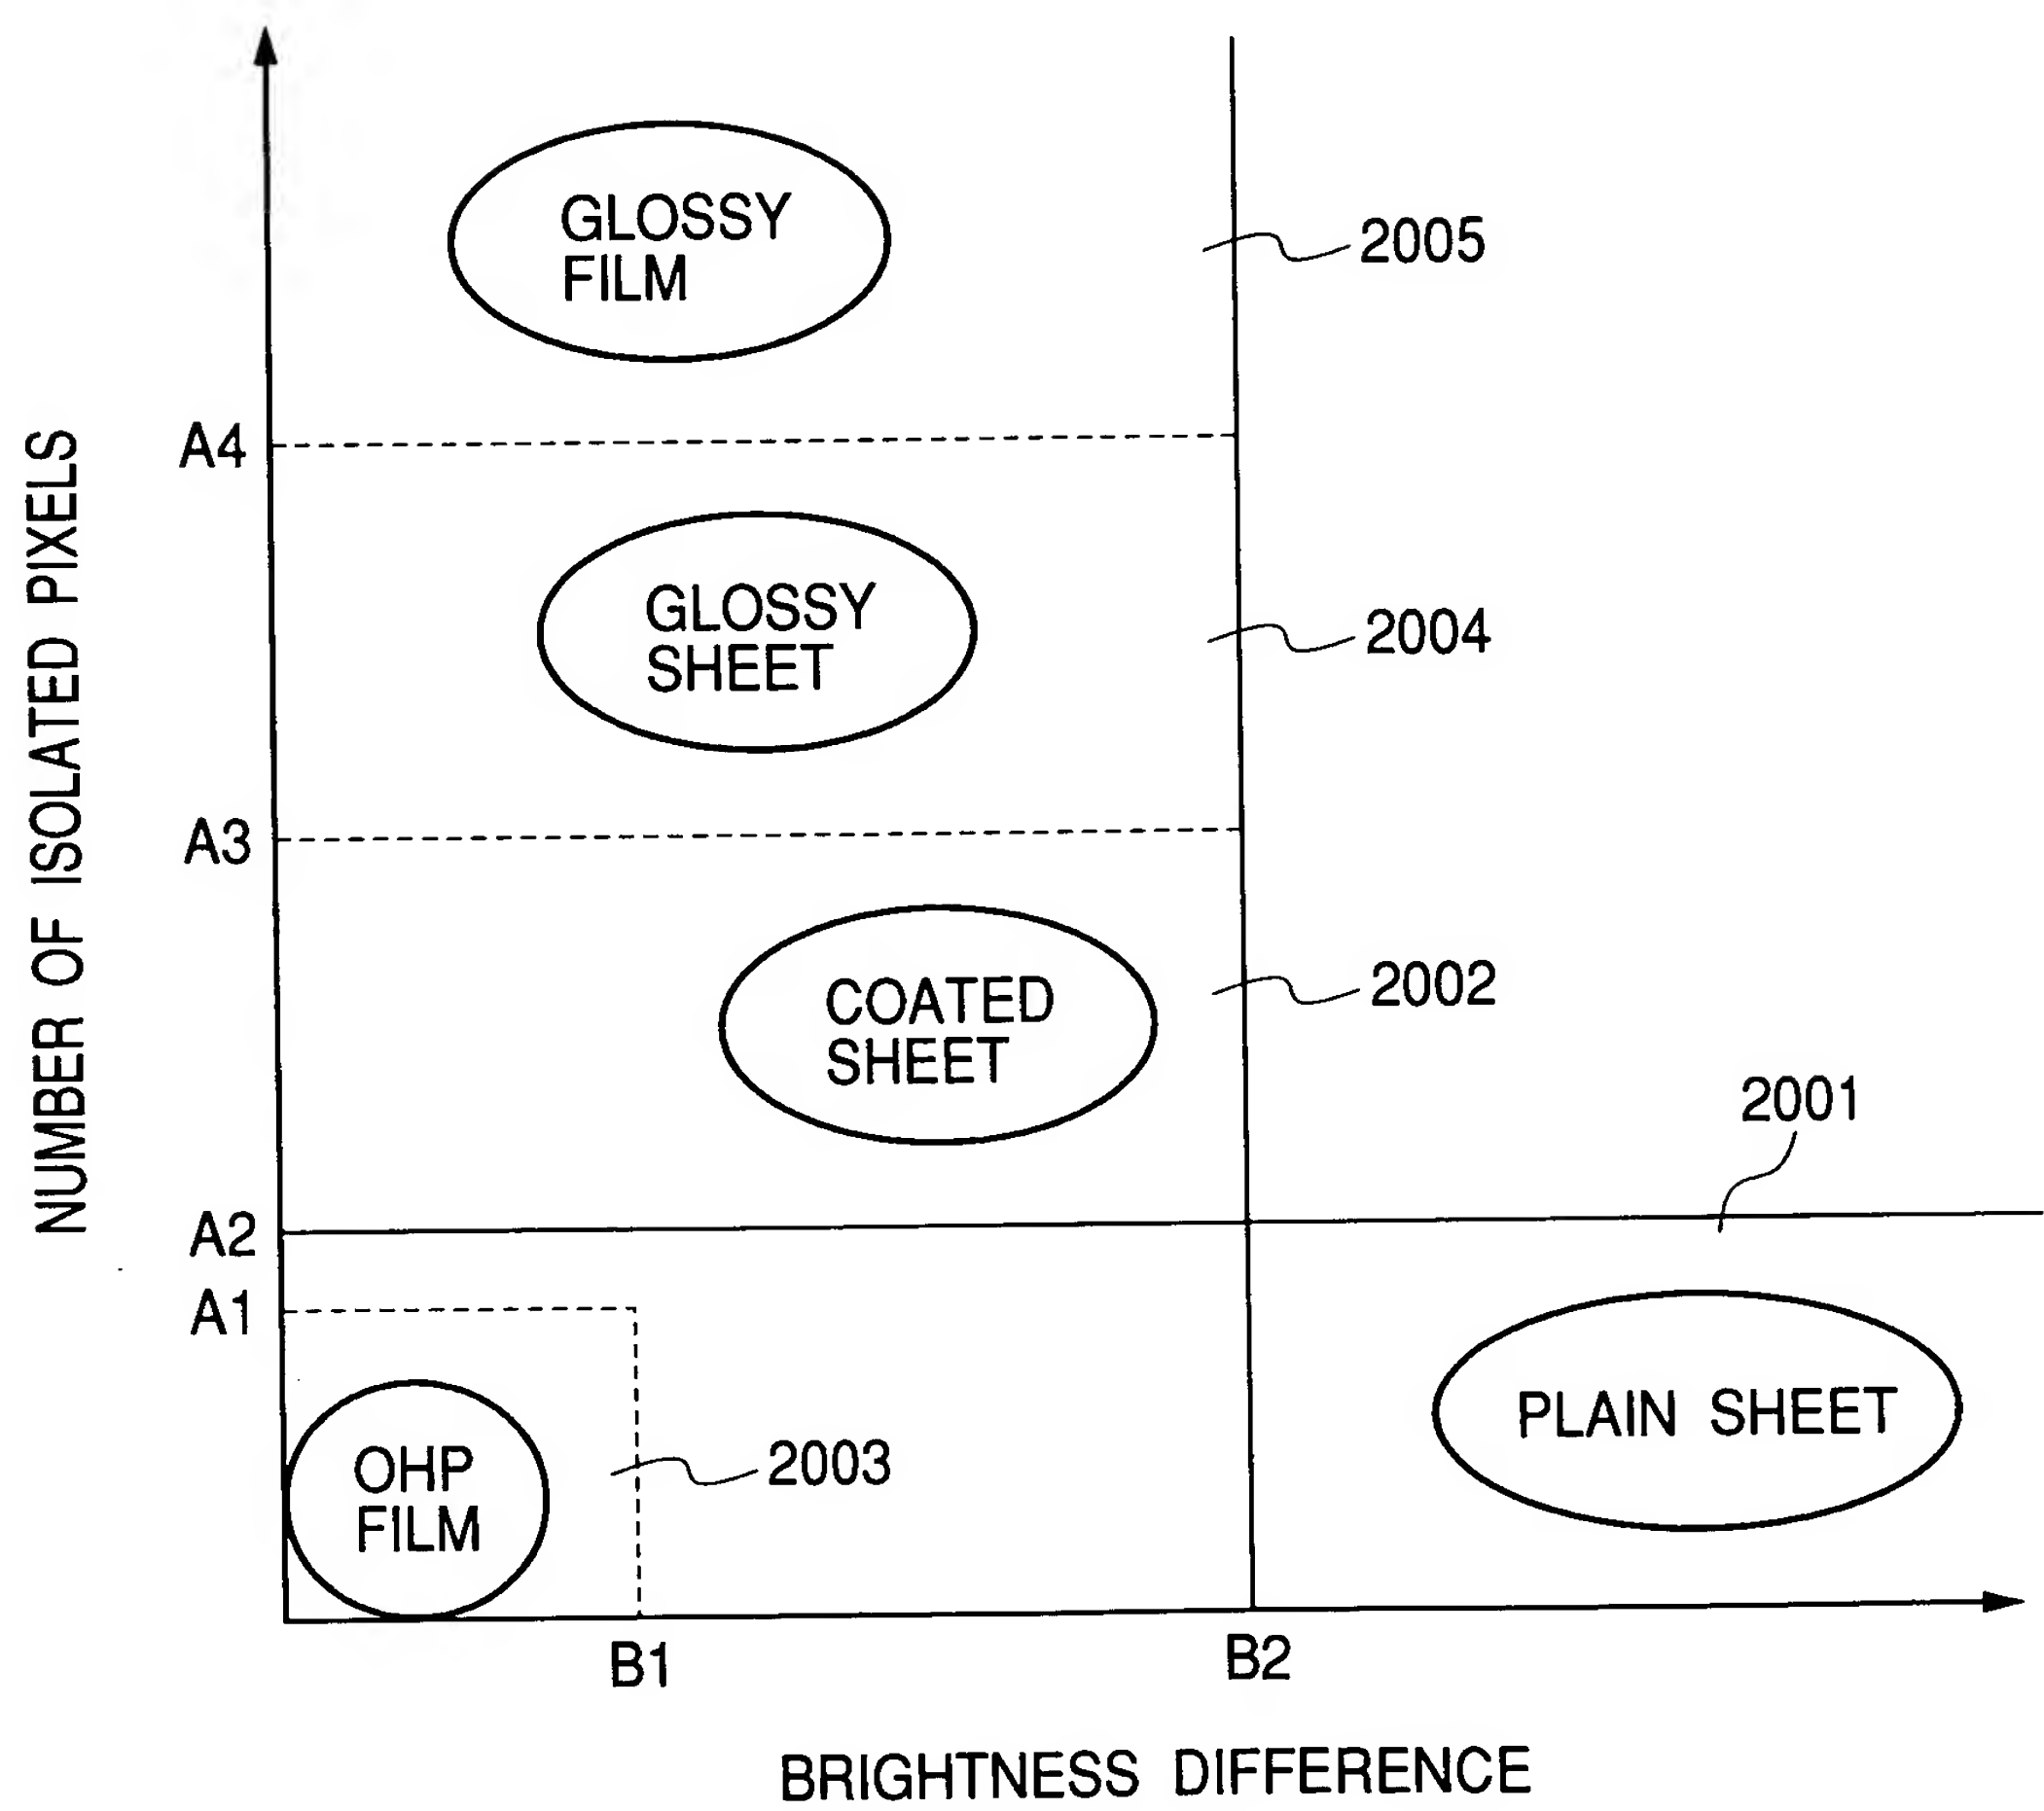 GLOSSY
FILM
2005
A4
GLOSSY
SHEET
2004
NUMBER OF ISOLATED PIXELS
A3
COATED
SHEET
2002
2001
A2
A1
PLAIN SHEET
OHP
FILM
2003
B1
B2
BRIGHTNESS DIFFERENCE